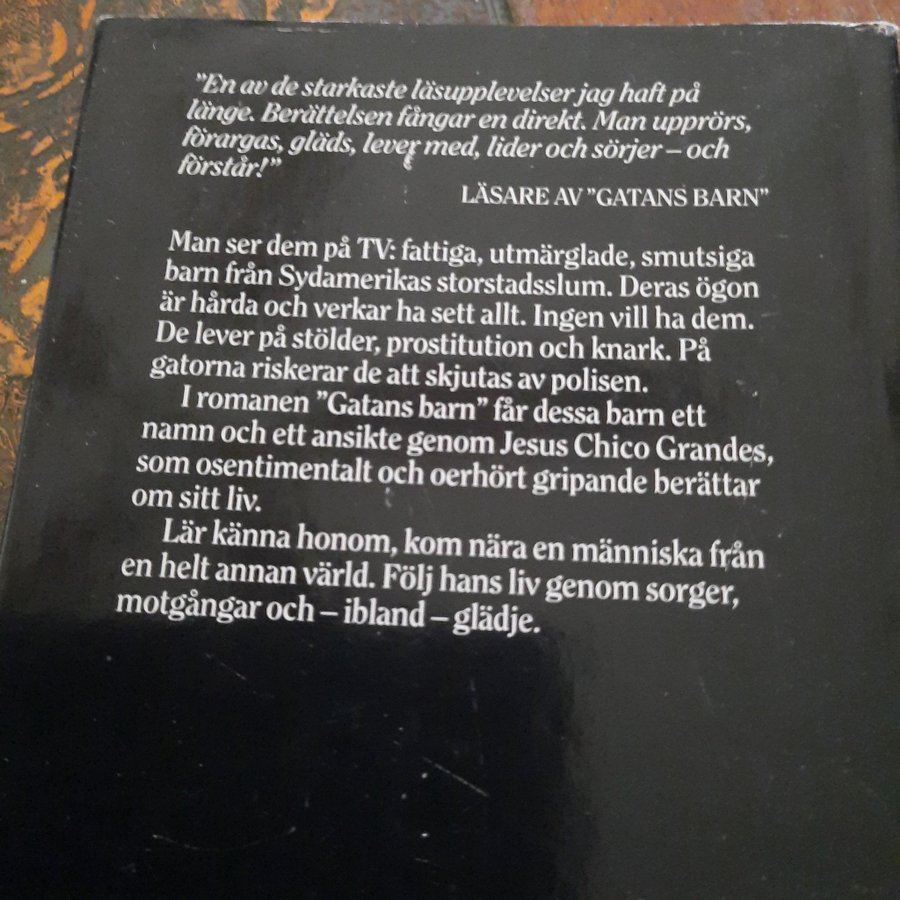 ”En av de starkaste läsupplevelser jag haft på
länge. Berättelsen fångar en direkt. Man upprörs,
förargas, gläds, lever med, lider och sörjer – och
förstår!”
LÄSARE AV ”GATANS BARN”
Man ser dem på TV: fattiga, utmärglade, smutsiga
barn från Sydamerikas storstadsslum. Deras ögon
är hårda och verkar ha sett allt. Ingen vill ha dem.
De lever på stölder, prostitution och knark. På
gatorna riskerar de att skjutas av polisen.
I romanen ”Gatans barn” får dessa barn ett
namn och ett ansikte genom Jesus Chico Grandes,
som osentimentalt och oerhört gripande berättar
om sitt liv.
Lär känna honom, kom nära en människa från
en helt annan värld. Följ hans liv genom sorger,
motgångar och – ibland – glädje.